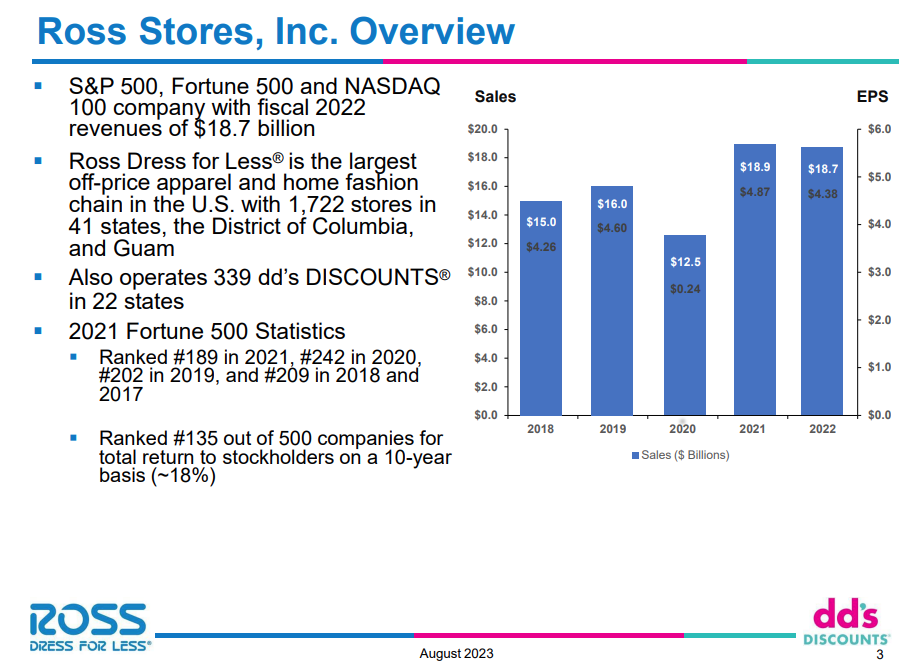 Ross Stores, Inc. Overview
▪ S&P 500, Fortune 500 and NASDAQ
100 company with fiscal 2022
revenues of $18.7 billion
▪ Ross Dress for Less® is the largest
off-price apparel and home fashion
chain in the U.S. with 1,722 stores in
41 states, the District of Columbia,
and Guam
▪ Also operates 339 dd’s DISCOUNTS®
in 22 states
▪ 2021 Fortune 500 Statistics
▪ Ranked #189 in 2021, #242 in 2020,
#202 in 2019, and #209 in 2018 and
2017
▪ Ranked #135 out of 500 companies for
total return to stockholders on a 10-year
basis (~18%)
Sales
EPS
$20.0
$18.0
$16.0
$14.0
$12.0
$10.0
$8.0
$6.0
$4.0
$2.0
$0.0
$15.0
$4.26
$16.0
$4.60
$12.5
$0.24
$18.9
$4.87
$18.7
$4.38
$6.0
$5.0
$4.0
$3.0
$2.0
$1.0
$0.0
2018 2019 2020 2021 2022
Sales ($ Billions)
ROSS
DRESS FOR LESS®
August 2023
dd's
DISCOUNTS®
3